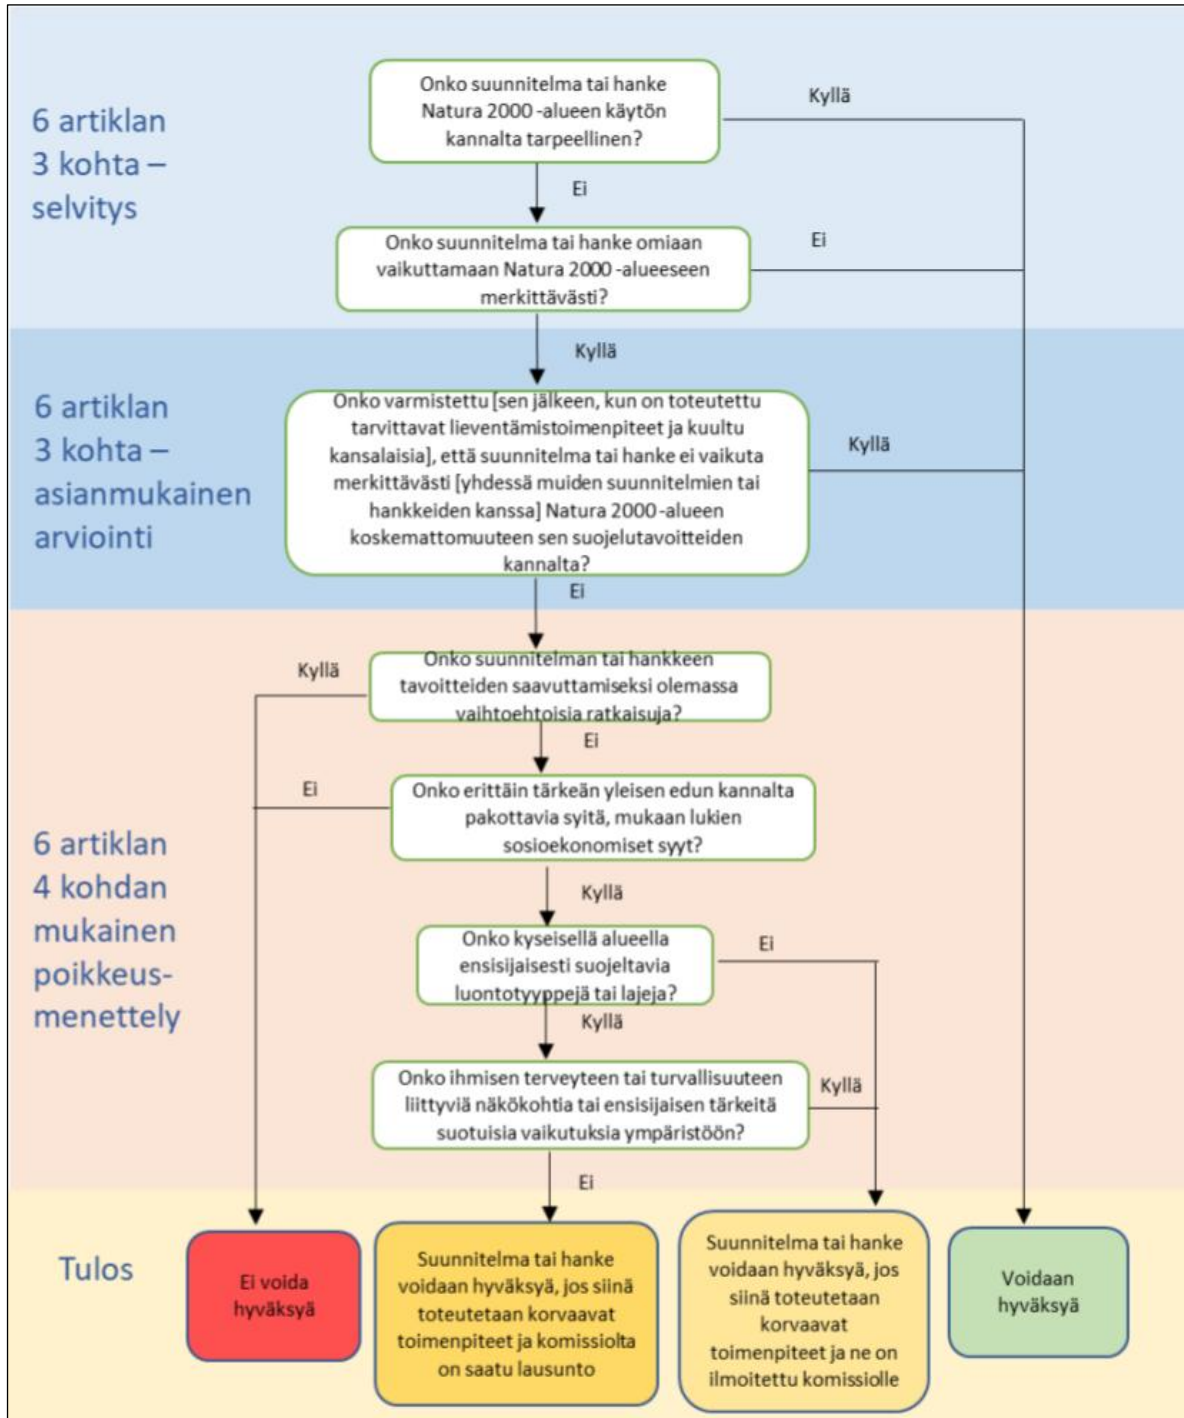 6 artiklan
3 kohta –
selvitys
Onko suunnitelma tai hanke
Natura 2000 -alueen käytön
kannalta tarpeellinen?
Kyllä
Ei
Onko suunnitelma tai hanke omiaan
vaikuttamaan Natura 2000 -alueeseen
merkittävästi?
Ei
Kyllä
6 artiklan
3 kohta –
asianmukainen
arviointi
Onko varmistettu [sen jälkeen, kun on toteutettu
tarvittavat lieventämistoimenpiteet ja kuultu
kansalaisia], että suunnitelma tai hanke ei vaikuta
merkittävästi [yhdessä muiden suunnitelmien tai
hankkeiden kanssa] Natura 2000 -alueen
koskemattomuuteen sen suojelutavoitteiden
kannalta?
Kyllä
Ei
6 artiklan
4 kohdan
mukainen
poikkeus-
menettely
Onko suunnitelman tai hankkeen
tavoitteiden saavuttamiseksi olemassa
vaihtoehtoisia ratkaisuja?
Kyllä
Ei
Onko erittäin tärkeän yleisen edun kannalta
pakottavia syitä, mukaan lukien
sosioekonomiset syyt?
Ei
Kyllä
Onko kyseisellä alueella
ensisijaisesti suojeltavia
luontotyyppejä tai lajeja?
Ei
Kyllä
Onko ihmisen terveyteen tai turvallisuuteen
liittyviä näkökohtia tai ensisijaisen tärkeitä
suotuisia vaikutuksia ympäristöön?
Kyllä
Ei
Tulos
Ei voida
hyväksyä
Suunnitelma tai hanke
voidaan hyväksyä, jos siinä
toteutetaan korvaavat
toimenpiteet ja komissiolta
on saatu lausunto
Suunnitelma tai hanke
voidaan hyväksyä, jos
siinä toteutetaan
korvaavat
toimenpiteet ja ne on
ilmoitettu komissiolle
Voidaan
hyväksyä